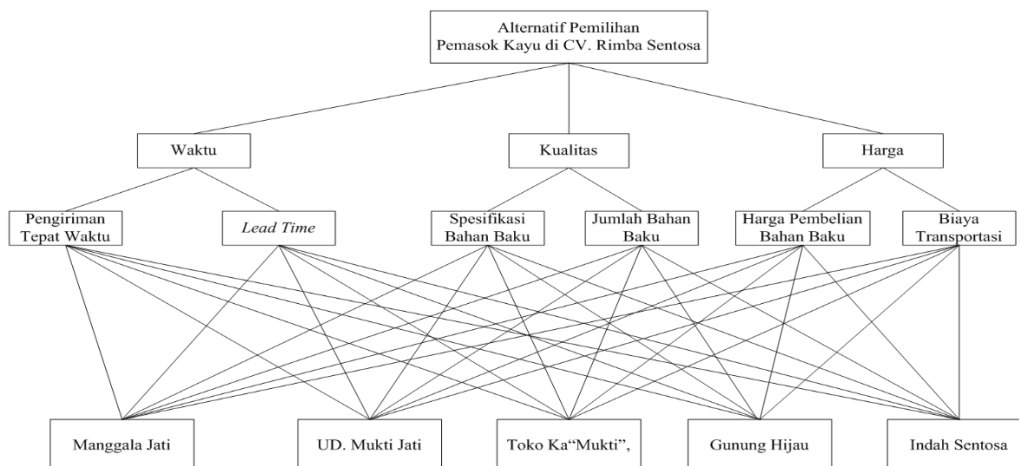 Alternatif Pemilihan
Pemasok Kayu di CV. Rimba Sentosa
Waktu
Kualitas
Harga
Pengiriman
Tepat Waktu
Lead Time
Spesifikasi
Bahan Baku
Jumlah Bahan
Baku
Harga Pembelian
Bahan Baku
Biaya
Transportasi
Manggala Jati
UD. Mukti Jati
Toko Ka“Mukti”,
Gunung Hijau
Indah Sentosa